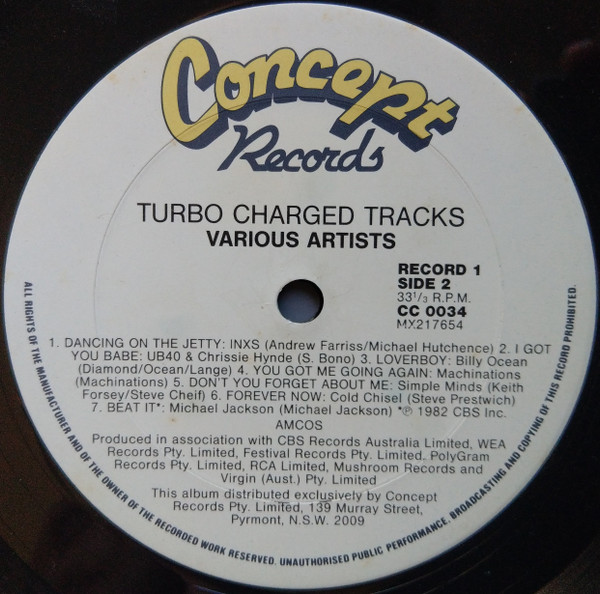 Concept
Records
TURBO CHARGED TRACKS
VARIOUS ARTISTS
RECORD 1
SIDE 2
33 1/3 R.P.M.
CC 0034
MX217654
1. DANCING ON THE JETTY: INXS (Andrew Farriss/Michael Hutchence) 2. I GOT
YOU BABE: UB40 & Chrissie Hynde (S. Bono) 3. LOVERBOY: Billy Ocean
(Diamond/Ocean/Lange) 4. YOU GOT ME GOING AGAIN: Machinations
(Machinations) 5. DON'T YOU FORGET ABOUT ME: Simple Minds (Keith
Forsey/Steve Cheif) 6. FOREVER NOW: Cold Chisel (Steve Prestwich)
7. BEAT IT*: Michael Jackson (Michael Jackson) *℗ 1982 CBS Inc.
AMCOS
Produced in association with CBS Records Australia Limited, WEA
Records Pty. Limited, Festival Records Pty. Limited. PolyGram
Records Pty. Limited, RCA Limited, Mushroom Records and
Virgin (Aust.) Pty. Limited
This album distributed exclusively by Concept
Records Pty. Limited, 139 Murray Street,
Pyrmont, N.S.W. 2009
ALL RIGHTS OF THE MANUFACTURER AND OF THE OWNER OF THE RECORDED WORK RESERVED. UNAUTHORISED PUBLIC PERFORMANCE, BROADCASTING AND COPYING OF THIS RECORD PROHIBITED.